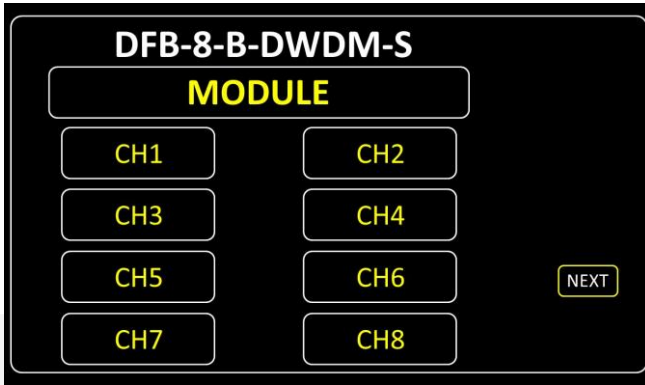 DFB-8-B-DWDM-S
MODULE
CH1 CH2
CH3 CH4
CH5 CH6
NEXT
CH7 CH8